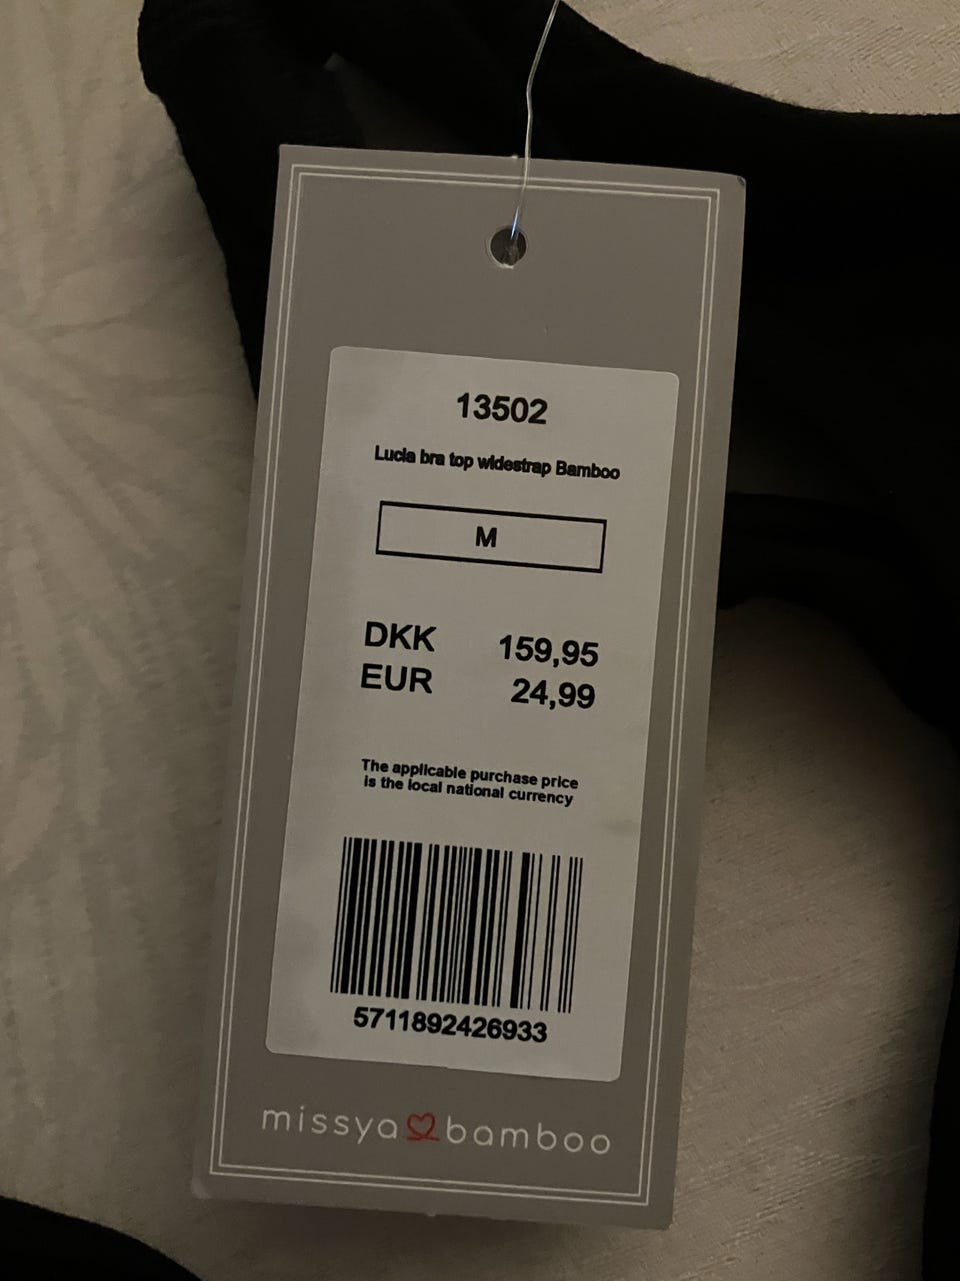 13502
Lucia bra top widestrap Bamboo
M
DKK 159,95
EUR 24,99
The applicable purchase price
is the local national currency
5711892426933
missya bamboo